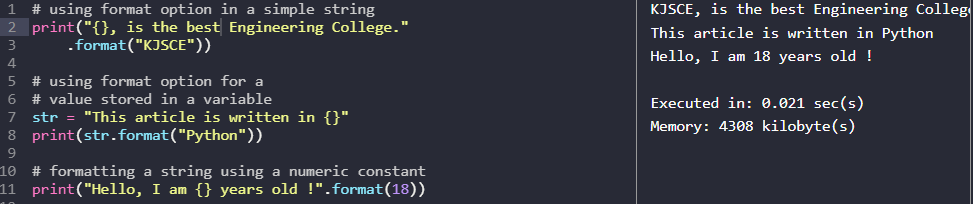 1 # using format option in a simple string
2 print("{}, is the best Engineering College."
3     .format("KJSCE"))
4
5 # using format option for a
6 # value stored in a variable
7 str = "This article is written in {}"
8 print(str.format("Python"))
9
10 # formatting a string using a numeric constant
11 print("Hello, I am {} years old !".format(18))
KJSCE, is the best Engineering Colleg
This article is written in Python
Hello, I am 18 years old !
Executed in: 0.021 sec(s)
Memory: 4308 kilobyte(s)